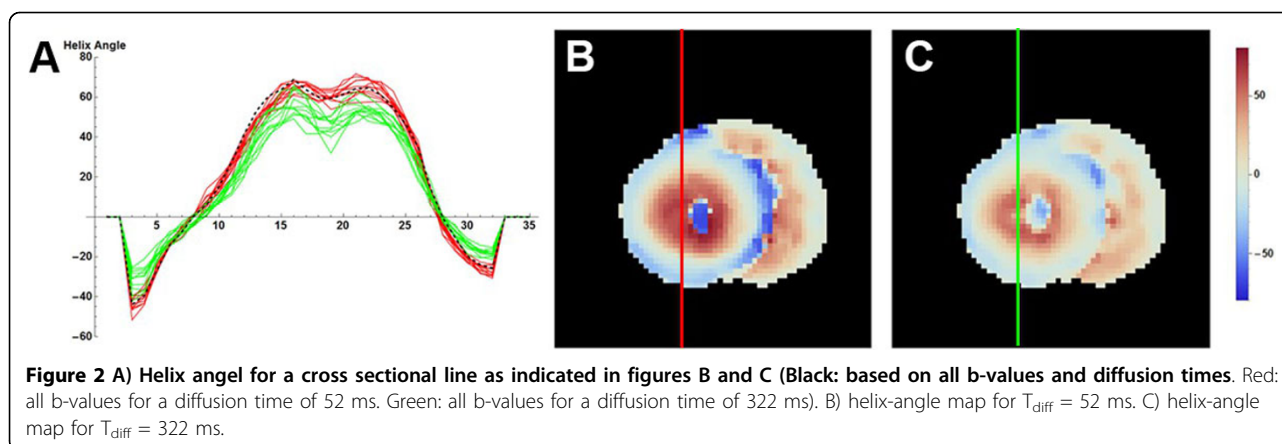 A
Helix Angle
80
60
40
20
-20
-40
-60
5
10
15
20
25
30
35
B
C
50
0
-50
Figure 2 A) Helix angel for a cross sectional line as indicated in figures B and C (Black: based on all b-values and diffusion times. Red:
all b-values for a diffusion time of 52 ms. Green: all b-values for a diffusion time of 322 ms). B) helix-angle map for Tdiff = 52 ms. C) helix-angle
map for Tdiff = 322 ms.